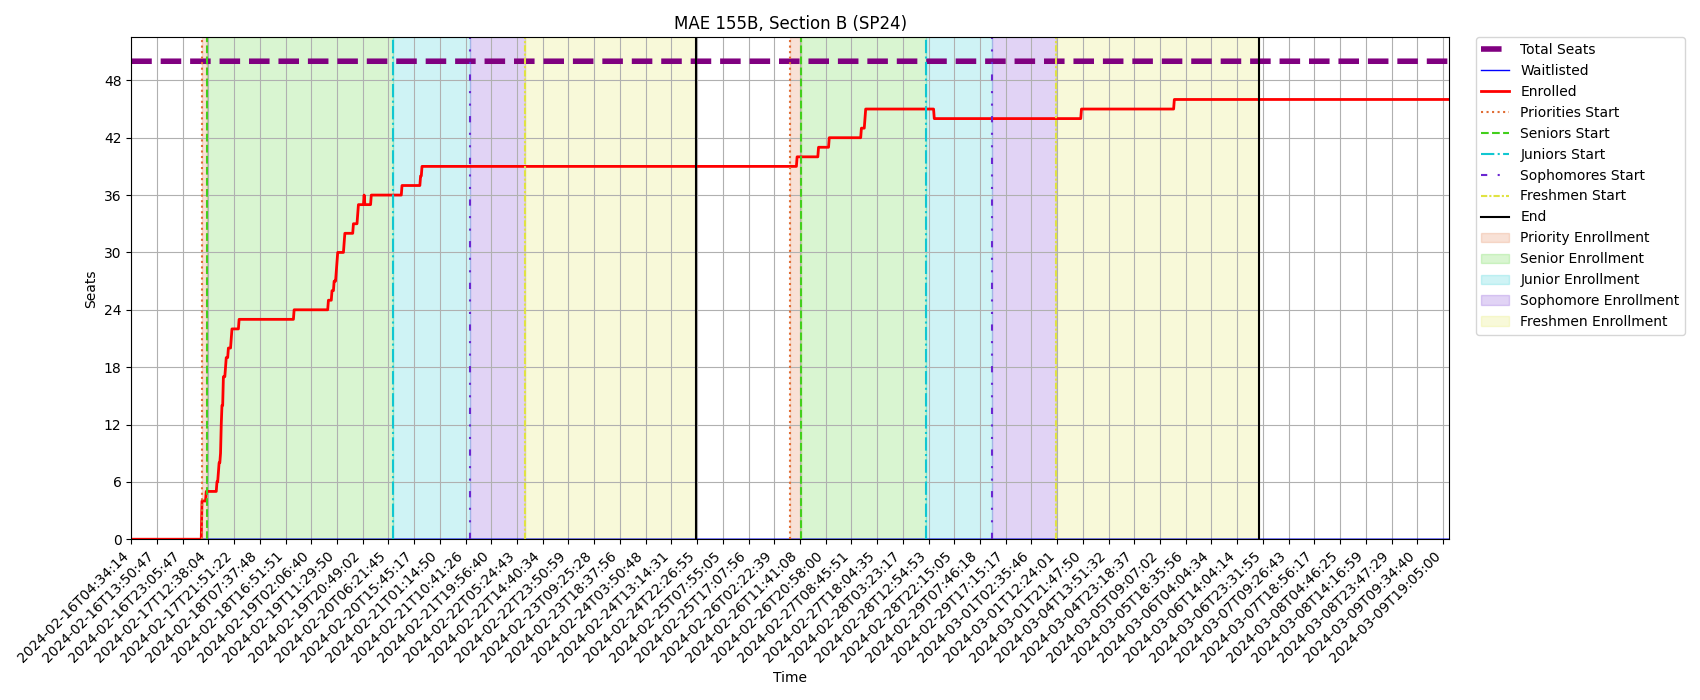 MAE 155B, Section B (SP24)
Seats
48
42
36
30
24
18
12
6
0
2024-02-16T04:34:14
2024-02-16T13:50:47
2024-02-16T23:05:47
2024-02-17T12:38:04
2024-02-17T21:51:22
2024-02-18T07:37:48
2024-02-18T16:51:51
2024-02-19T02:06:40
2024-02-19T11:29:50
2024-02-19T20:49:02
2024-02-20T06:21:45
2024-02-20T15:45:17
2024-02-21T01:14:50
2024-02-21T10:41:26
2024-02-21T19:56:40
2024-02-22T05:24:43
2024-02-22T14:40:34
2024-02-22T23:50:59
2024-02-23T09:25:28
2024-02-23T18:37:56
2024-02-24T03:50:48
2024-02-24T13:14:31
2024-02-24T22:26:55
2024-02-25T07:55:05
2024-02-25T17:07:56
2024-02-26T02:22:39
2024-02-26T11:41:08
2024-02-26T20:58:00
2024-02-27T08:45:51
2024-02-27T18:04:35
2024-02-28T03:23:17
2024-02-28T12:54:53
2024-02-28T22:15:05
2024-02-29T07:46:18
2024-02-29T17:15:17
2024-03-01T02:35:46
2024-03-01T12:24:01
2024-03-01T21:47:50
2024-03-04T13:51:32
2024-03-04T23:18:37
2024-03-05T09:07:02
2024-03-05T18:35:56
2024-03-06T04:04:34
2024-03-06T14:04:14
2024-03-06T23:31:55
2024-03-07T09:26:43
2024-03-07T18:56:17
2024-03-08T04:46:25
2024-03-08T14:16:59
2024-03-08T23:47:29
2024-03-09T09:34:40
2024-03-09T19:05:00
Time
Total Seats
Waitlisted
Enrolled
Priorities Start
Seniors Start
Juniors Start
Sophomores Start
Freshmen Start
End
Priority Enrollment
Senior Enrollment
Junior Enrollment
Sophomore Enrollment
Freshmen Enrollment